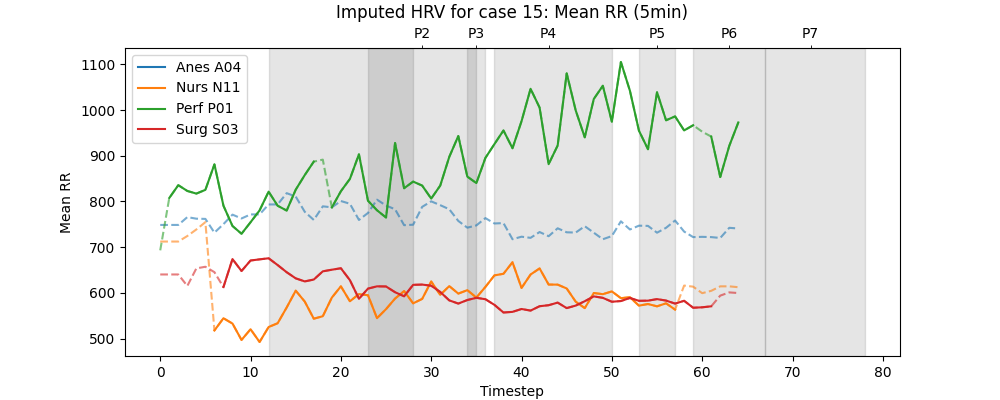 Imputed HRV for case 15: Mean RR (5min)
P2 P3 P4 P5 P6 P7
Anes A04
Nurs N11
Perf P01
Surg S03
1100
1000
900
800
700
600
500
Mean RR
0 10 20 30 40 50 60 70 80
Timestep